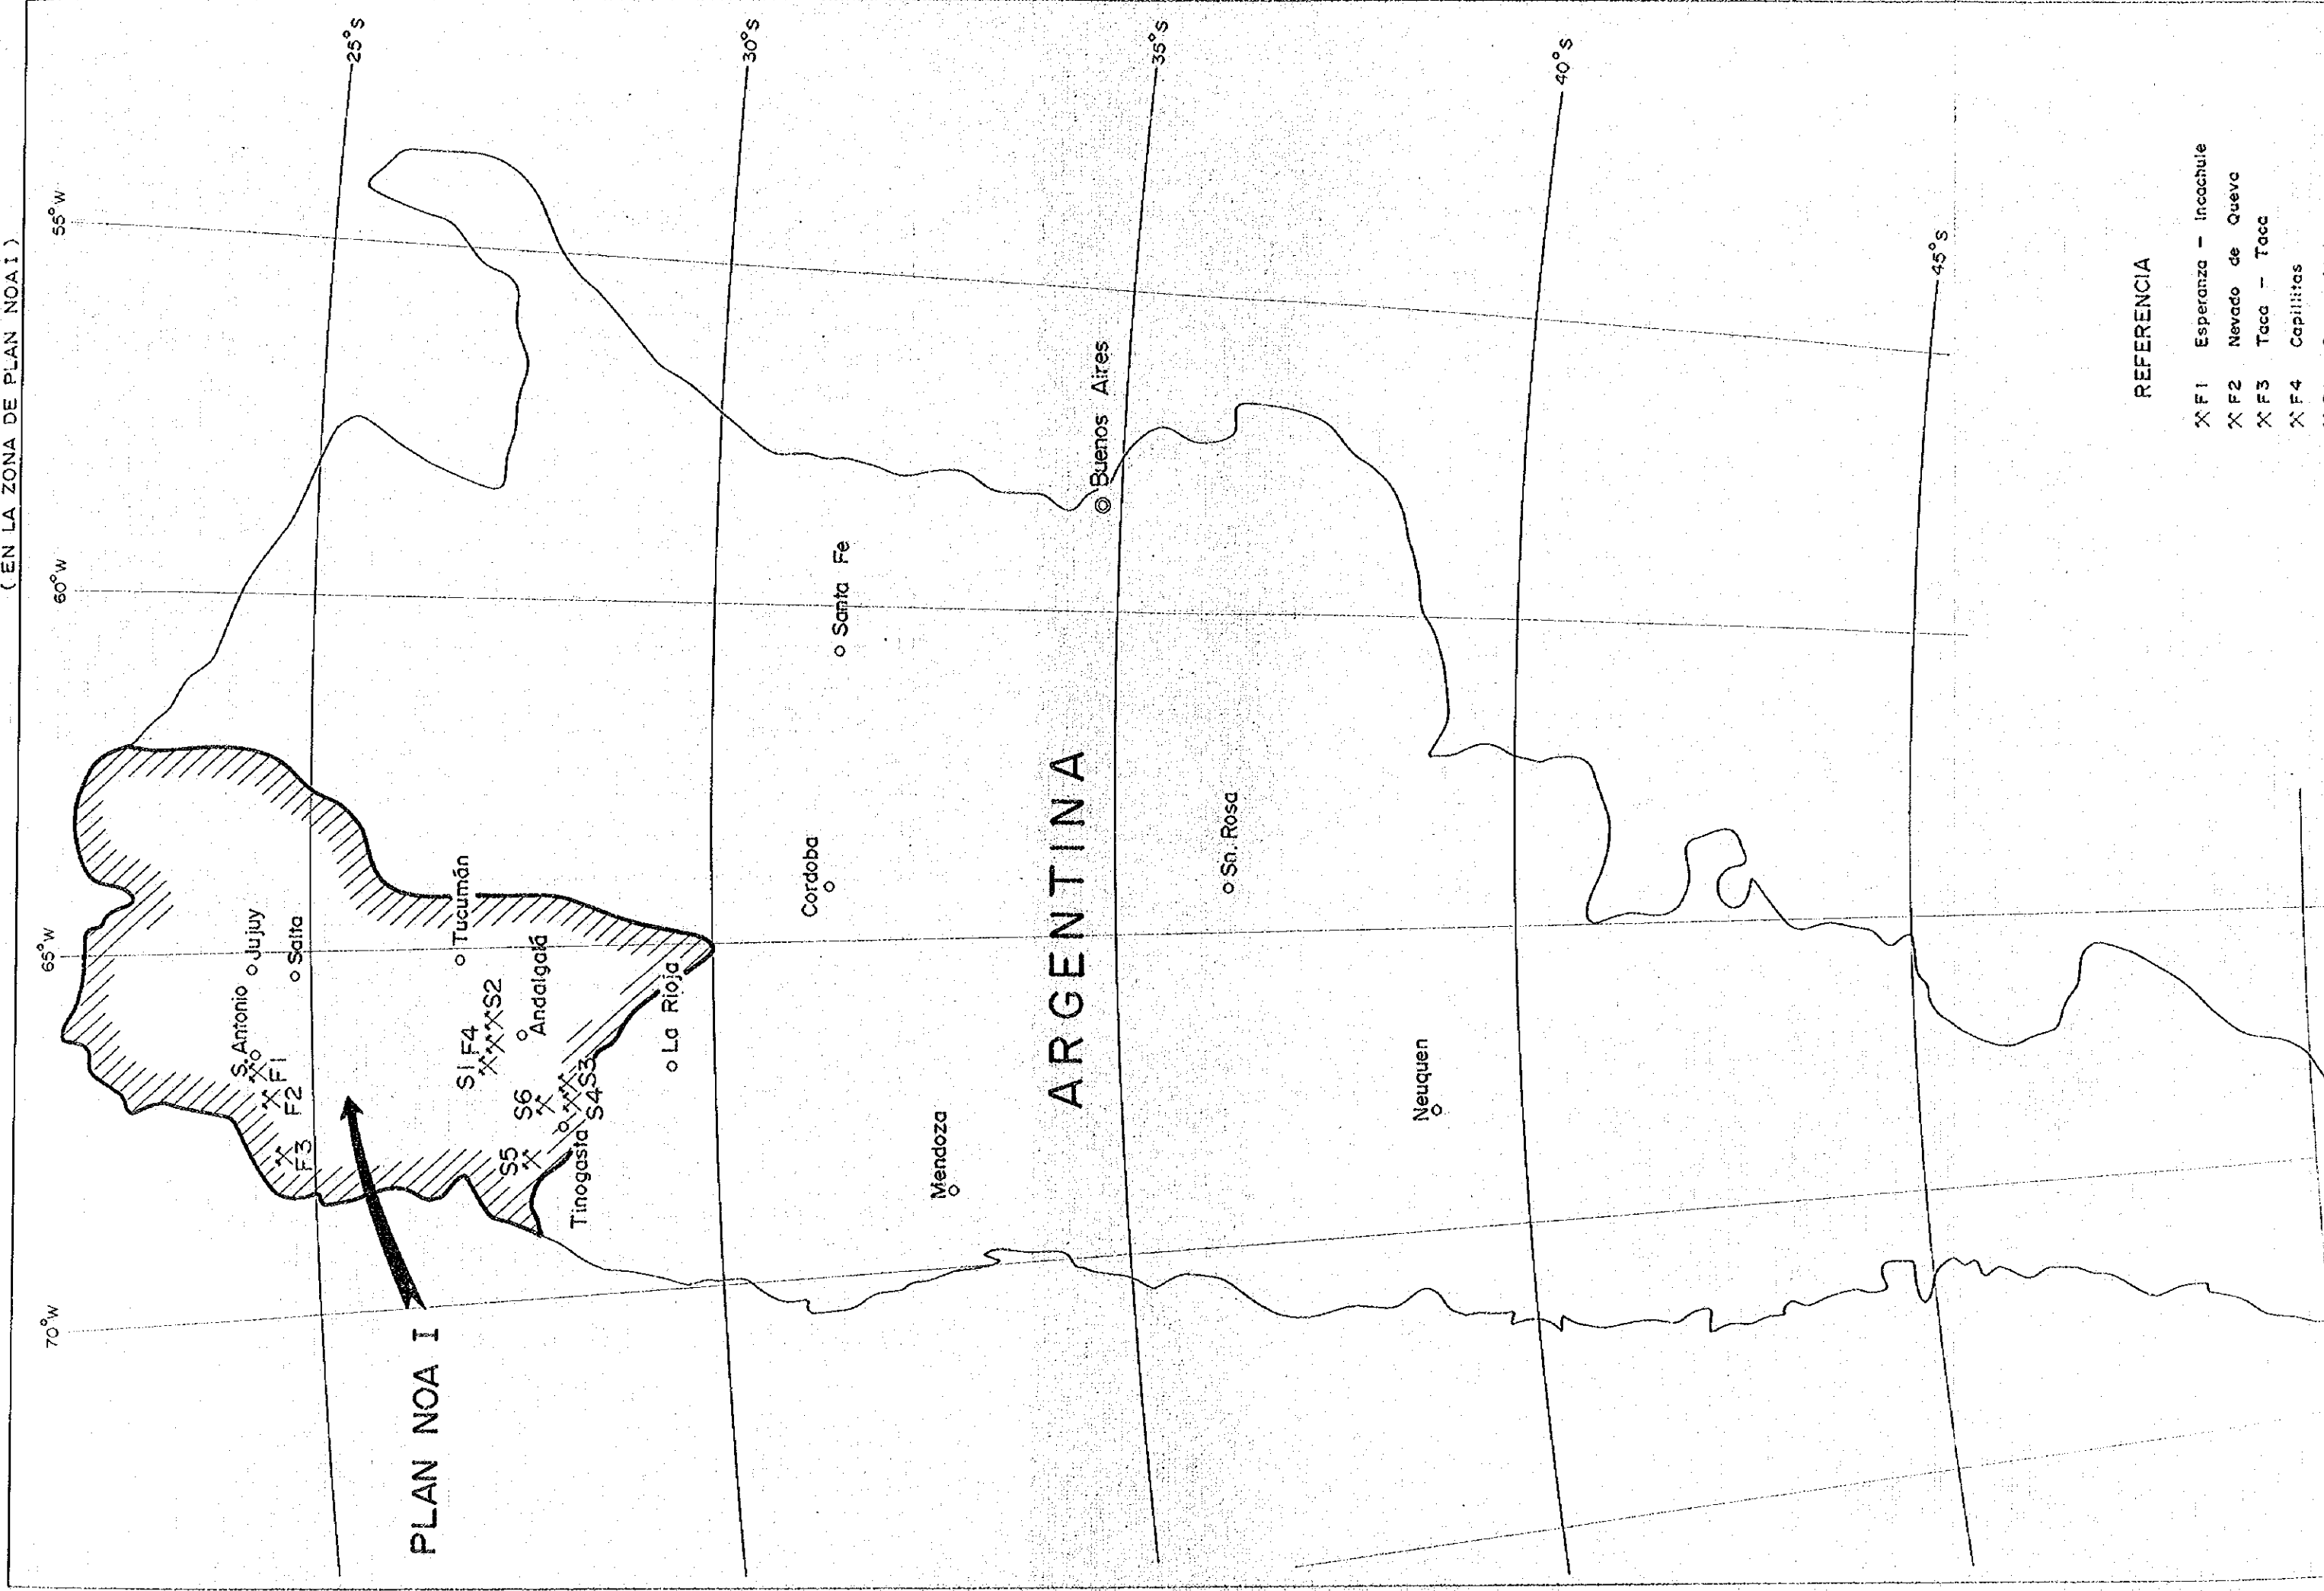 (EN LA ZONA DE PLAN NOA I)
70°W
65°W
60°W
55°W
25°S
30°S
35°S
40°S
45°S
PLAN NOA I
ARGENTINA
S. Antonio
Jujuy
Salta
F1
F2
F3
Tucumán
S1 F4
S2
Andalgalá
S6
S5
S3
S4
Tinogasta
La Rioja
Cordoba
Santa Fe
Mendoza
Buenos Aires
Sn. Rosa
Neuquen
REFERENCIA
F1 Esperanza - Incachule
F2 Nevado de Queva
F3 Taca - Taca
F4 Capillitas